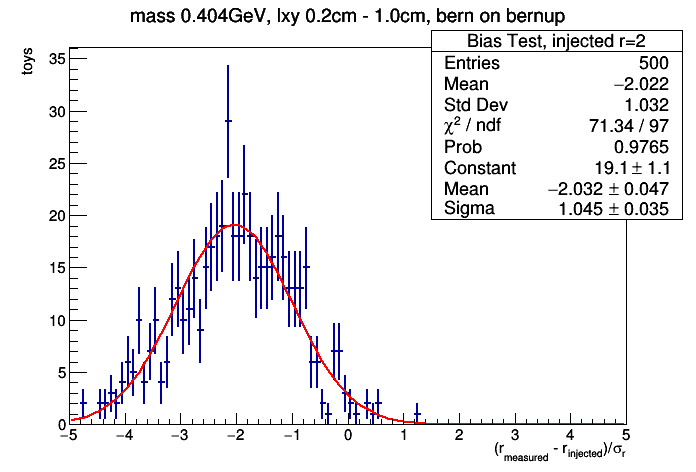 mass 0.404GeV, lxy 0.2cm - 1.0cm, bern on bernup
toys
Bias Test, injected r=2
Entries 500
Mean −2.022
Std Dev 1.032
χ² / ndf 71.34 / 97
Prob 0.9765
Constant 19.1 ± 1.1
Mean −2.032 ± 0.047
Sigma 1.045 ± 0.035
35
30
25
20
15
10
5
0
−5 −4 −3 −2 −1 0 1 2 3 4 5
(r_measured - r_injected)/σ_r